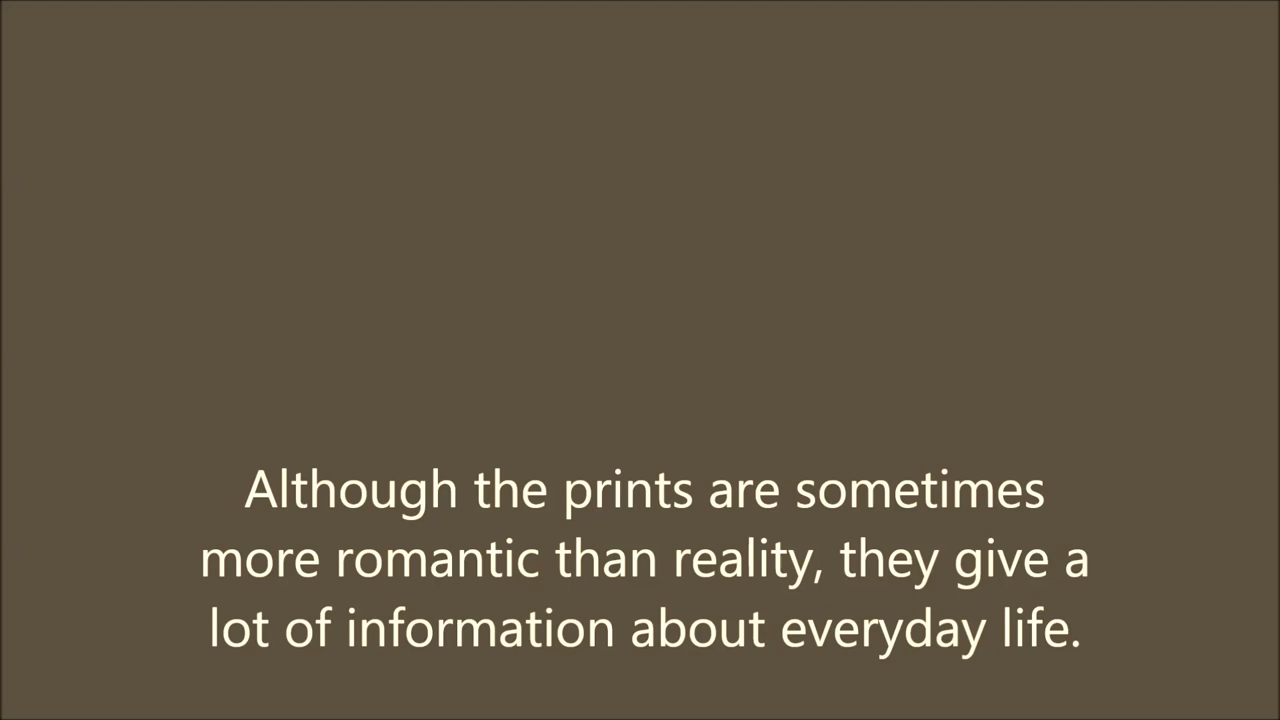 Although the prints are sometimes
more romantic than reality, they give a
lot of information about everyday life.